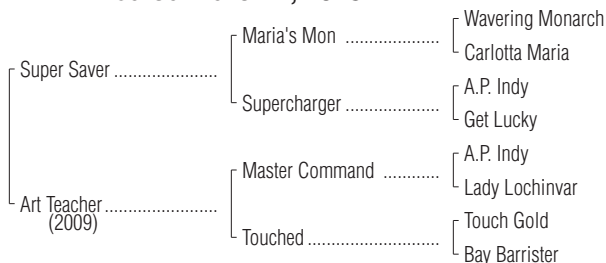 Wavering Monarch
Maria's Mon ..................
Carlotta Maria
Super Saver .....................
A.P. Indy
Supercharger ...................
Get Lucky
A.P. Indy
Master Command ............
Lady Lochinvar
Art Teacher .......................
(2009)
Touch Gold
Touched ..........................
Bay Barrister